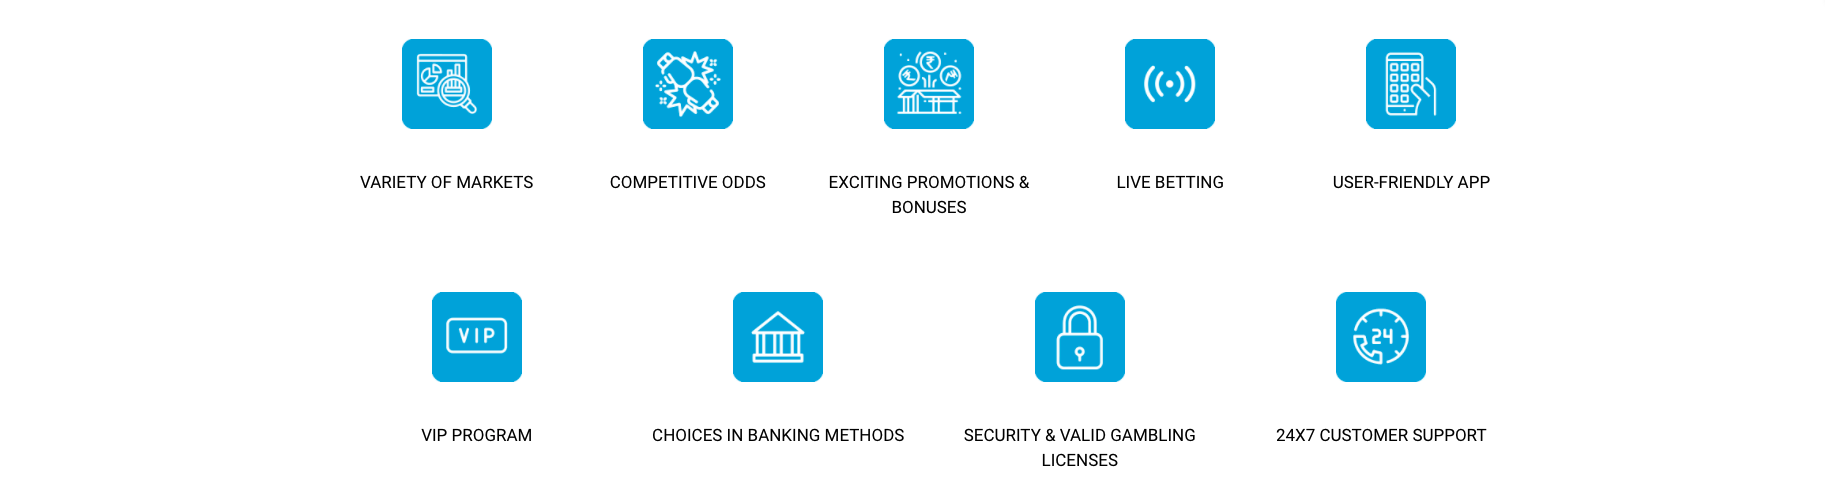 VARIETY OF MARKETS
COMPETITIVE ODDS
EXCITING PROMOTIONS &
BONUSES
LIVE BETTING
USER-FRIENDLY APP
VIP
VIP PROGRAM
CHOICES IN BANKING METHODS
SECURITY & VALID GAMBLING
LICENSES
24
24X7 CUSTOMER SUPPORT